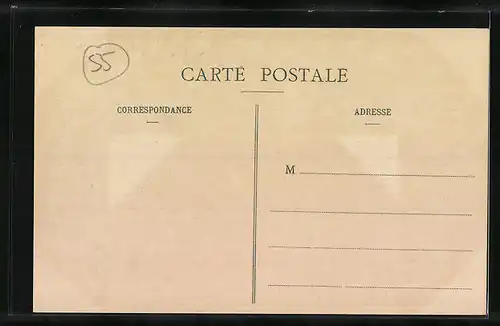 55
CARTE POSTALE
CORRESPONDANCE
ADRESSE
M